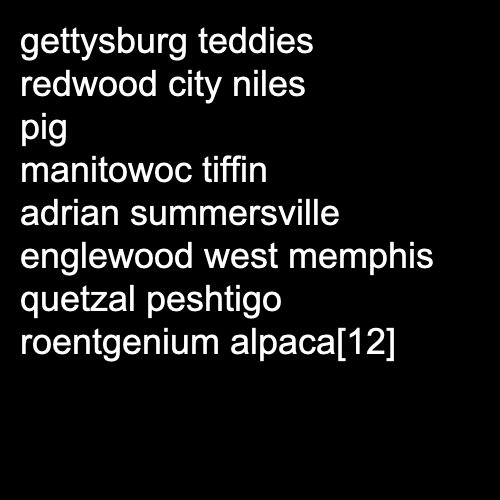 gettysburg teddies
redwood city niles
pig
manitowoc tiffin
adrian summersville
englewood west memphis
quetzal peshtigo
roentgenium alpaca[12]